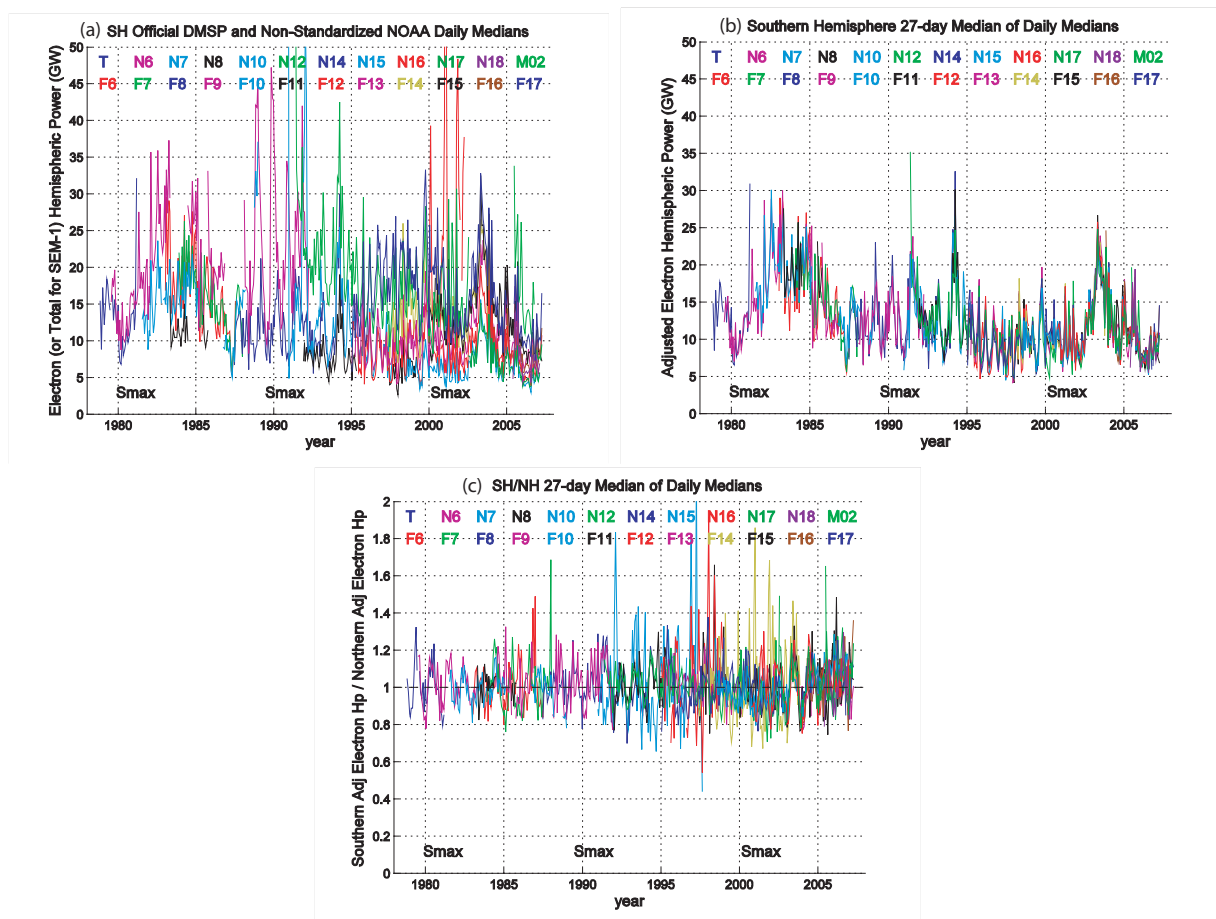 (a) SH Official DMSP and Non-Standardized NOAA Daily Medians
Electron (or Total for SEM-1) Hemispheric Power (GW)
50
45
40
35
30
25
20
15
10
5
0
T N6 N7 N8 N10 N12 N14 N15 N16 N17 N18 M02
F6 F7 F8 F9 F10 F11 F12 F13 F14 F15 F16 F17
Smax Smax Smax
1980 1985 1990 1995 2000 2005
year
(b) Southern Hemisphere 27-day Median of Daily Medians
Adjusted Electron Hemispheric Power (GW)
50
45
40
35
30
25
20
15
10
5
0
T N6 N7 N8 N10 N12 N14 N15 N16 N17 N18 M02
F6 F7 F8 F9 F10 F11 F12 F13 F14 F15 F16 F17
Smax Smax Smax
1980 1985 1990 1995 2000 2005
year
(c) SH/NH 27-day Median of Daily Medians
Southern Adj Electron Hp / Northern Adj Electron Hp
2
1.8
1.6
1.4
1.2
1
0.8
0.6
0.4
0.2
0
T N6 N7 N8 N10 N12 N14 N15 N16 N17 N18 M02
F6 F7 F8 F9 F10 F11 F12 F13 F14 F15 F16 F17
Smax Smax Smax
1980 1985 1990 1995 2000 2005
year